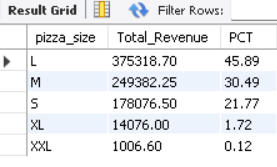 Result Grid Filter Rows:
pizza_size Total_Revenue PCT
L 375318.70 45.89
M 249382.25 30.49
S 178076.50 21.77
XL 14076.00 1.72
XXL 1006.60 0.12